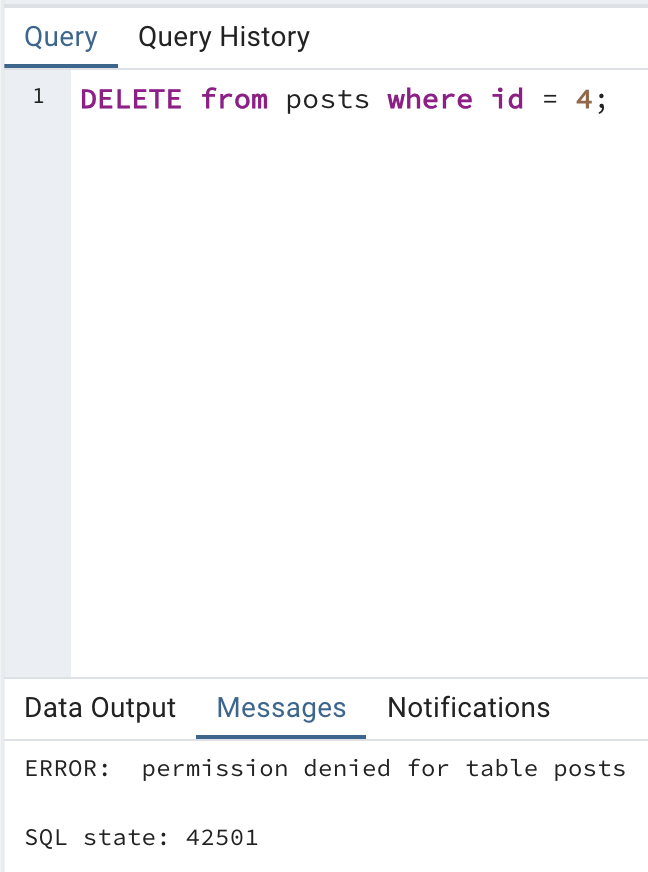 Query Query History
1 DELETE from posts where id = 4;
Data Output Messages Notifications
ERROR:  permission denied for table posts
SQL state: 42501